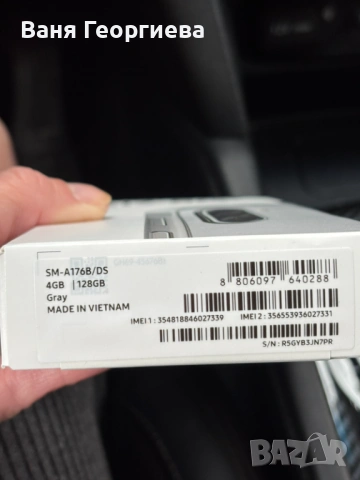 Ваня Георгиева
SM-A176B/DS
4GB | 128GB
Gray
MADE IN VIETNAM
8 806097 640288
IMEI 1 : 354818846027339
IMEI 2 : 356553936027331
S/N : R5GYB3JN7PR
BAZAR